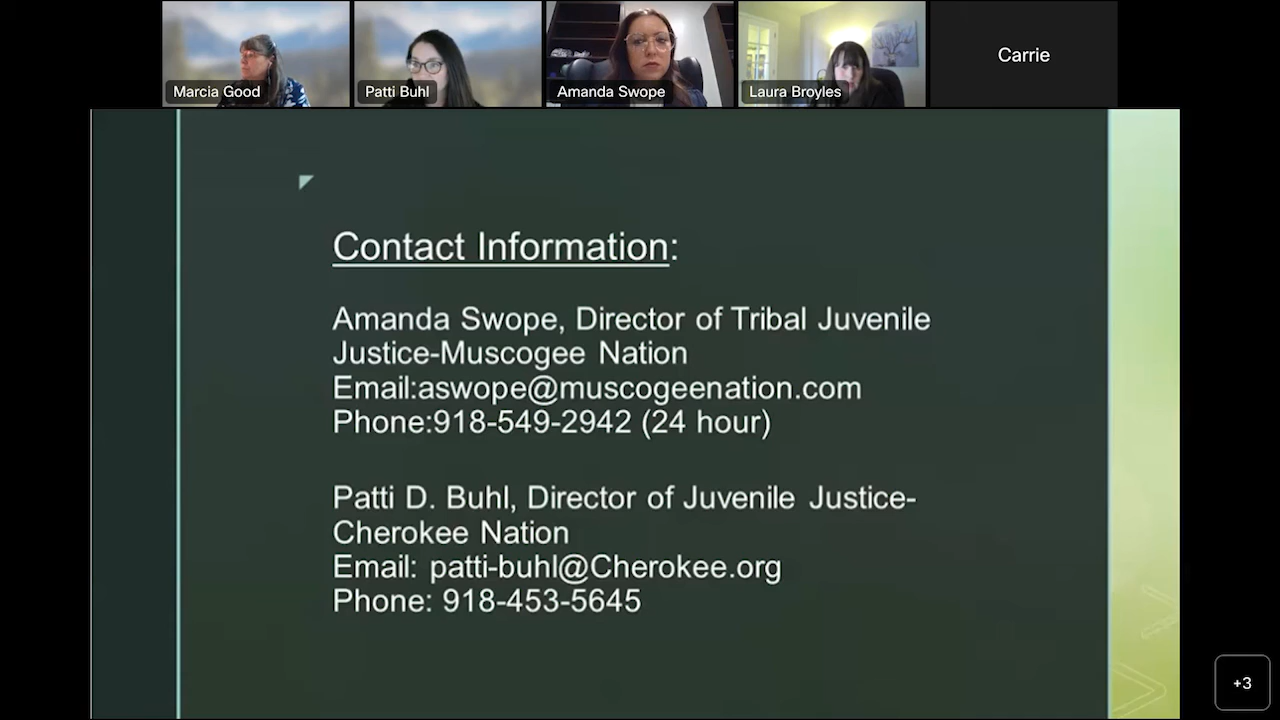 Marcia Good
Patti Buhl
Amanda Swope
Laura Broyles
Carrie
Contact Information:
Amanda Swope, Director of Tribal Juvenile
Justice-Muscogee Nation
Email:aswope@muscogeenation.com
Phone:918-549-2942 (24 hour)
Patti D. Buhl, Director of Juvenile Justice-
Cherokee Nation
Email: patti-buhl@Cherokee.org
Phone: 918-453-5645
+3